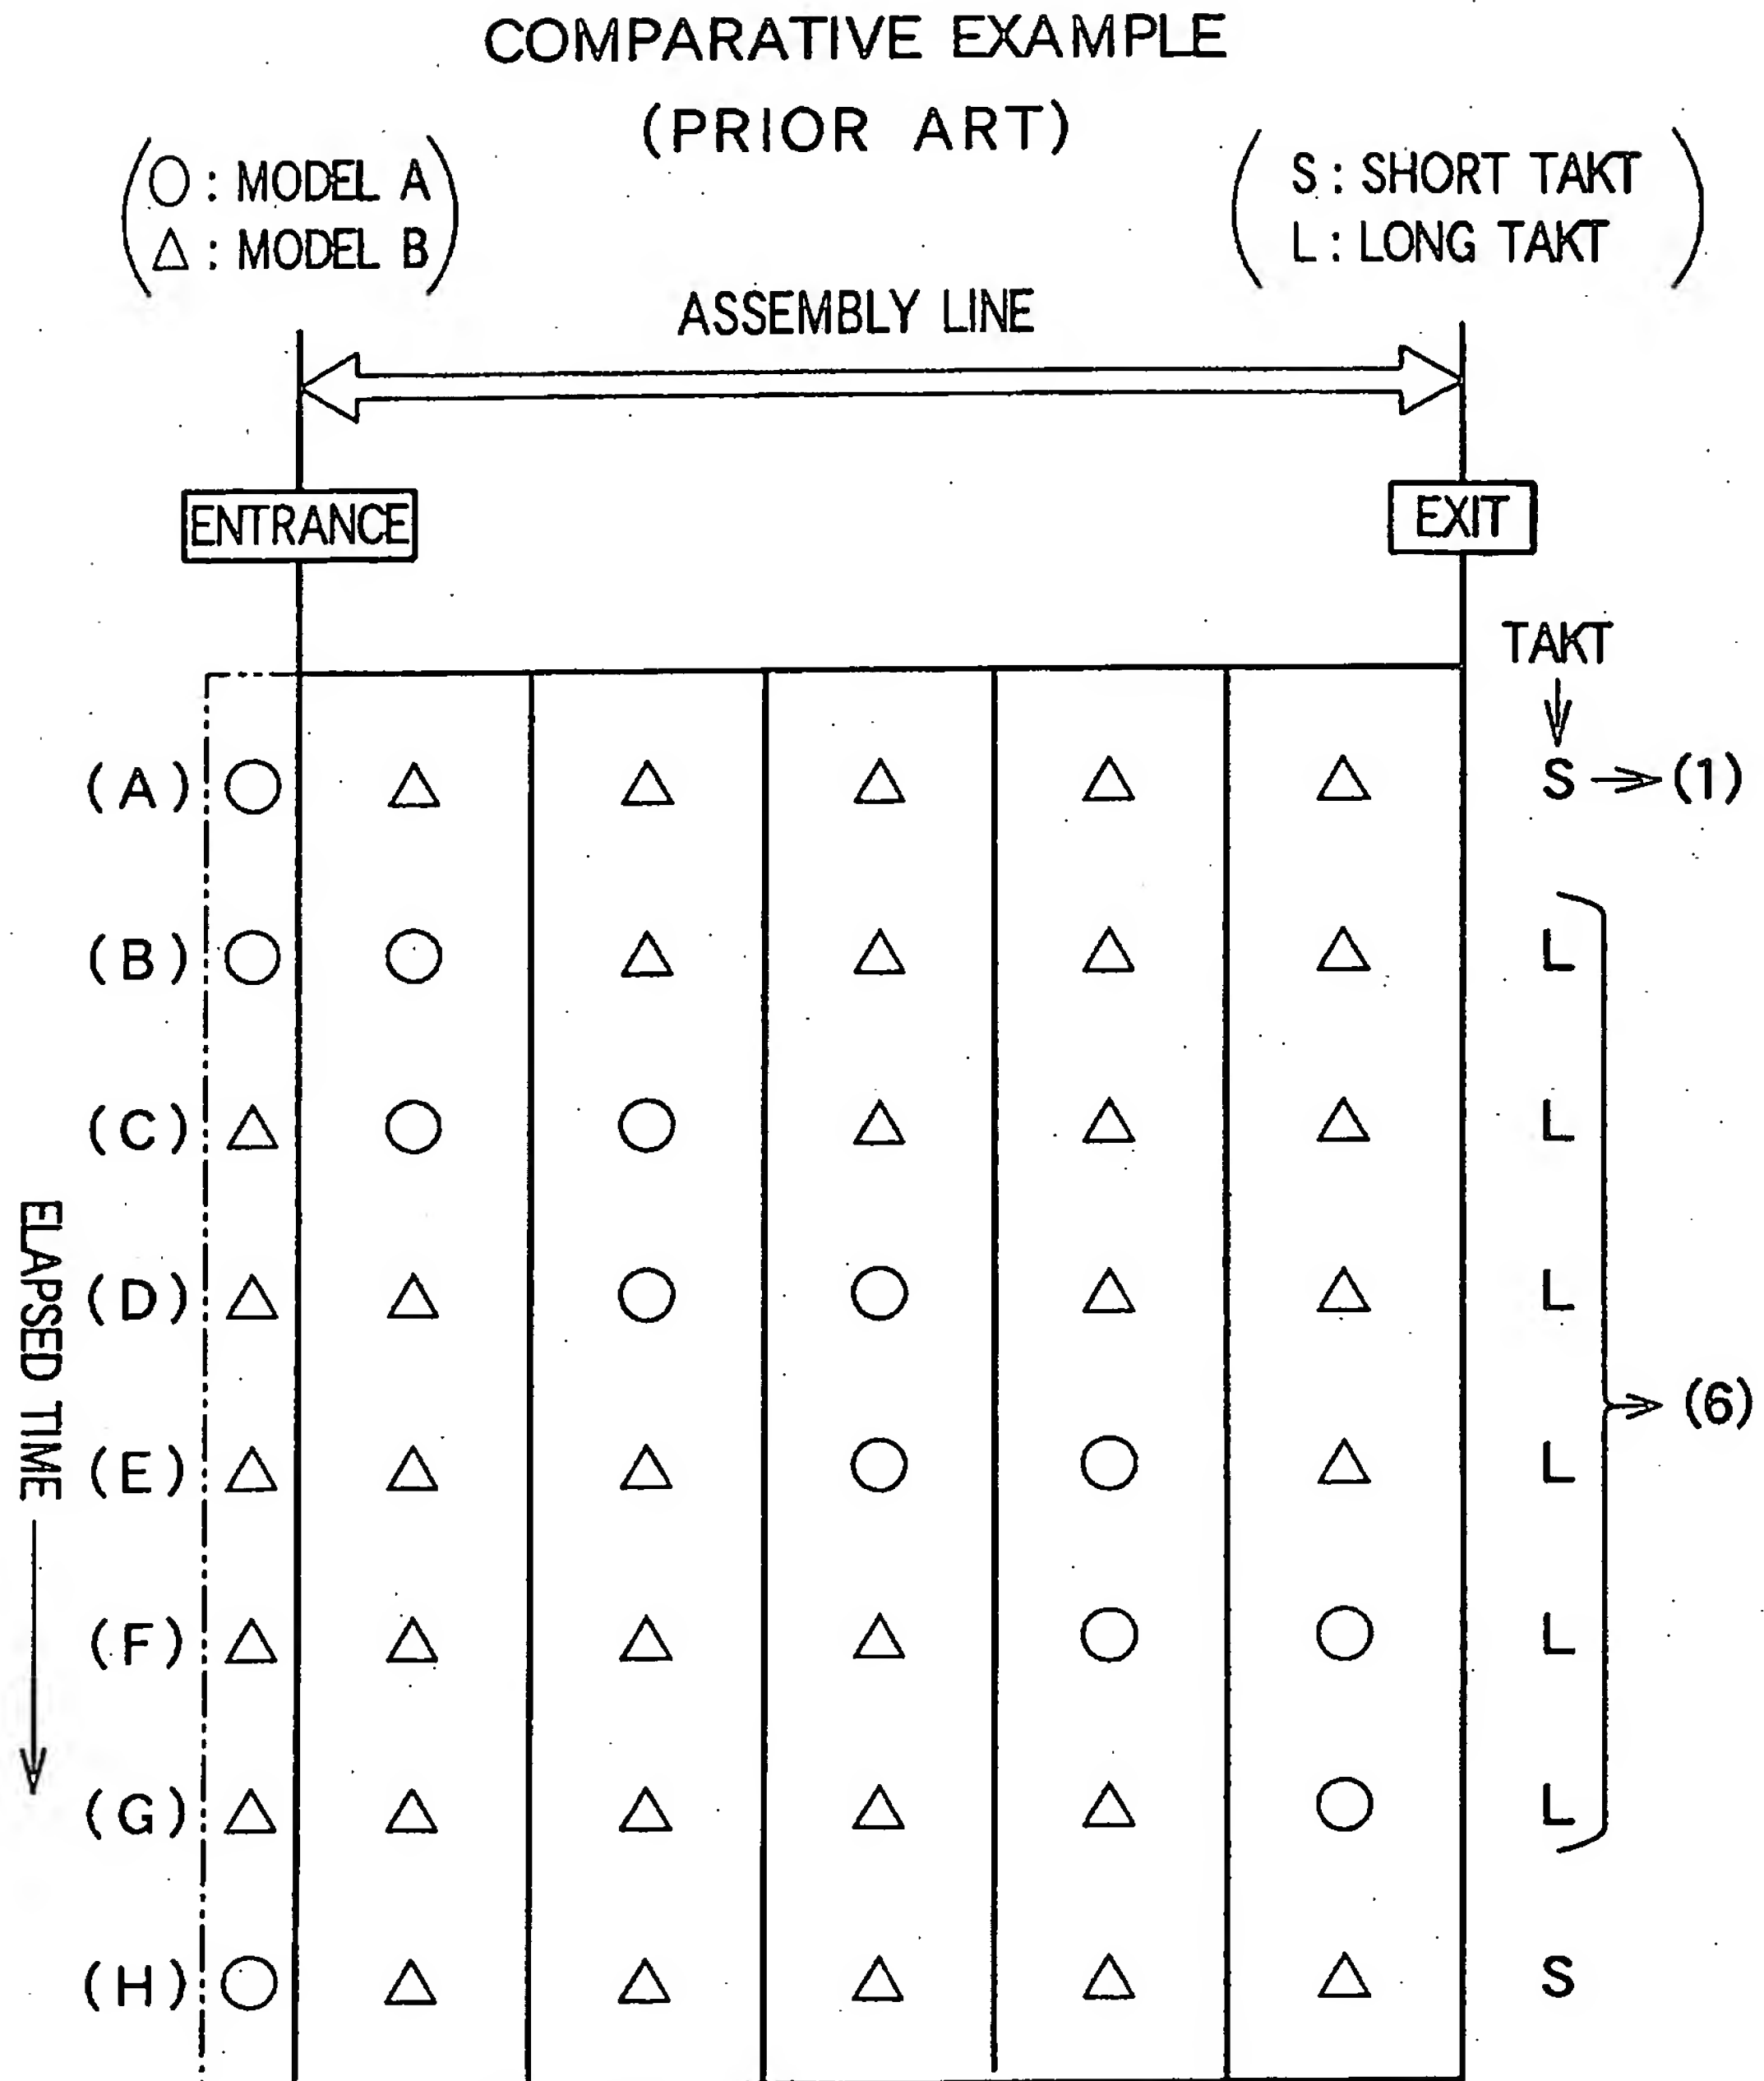 COMPARATIVE EXAMPLE
(PRIOR ART)
○ : MODEL A
△ : MODEL B
S : SHORT TAKT
L : LONG TAKT
ASSEMBLY LINE
ENTRANCE
EXIT
TAKT
(A) ○ △ △ △ △ △ S → (1)
(B) ○ ○ △ △ △ △ L
(C) △ ○ ○ △ △ △ L
(D) △ △ ○ ○ △ △ L
(E) △ △ △ ○ ○ △ L
→ (6)
(F) △ △ △ △ ○ ○ L
(G) △ △ △ △ △ ○ L
(H) ○ △ △ △ △ △ S
ELAPSED TIME